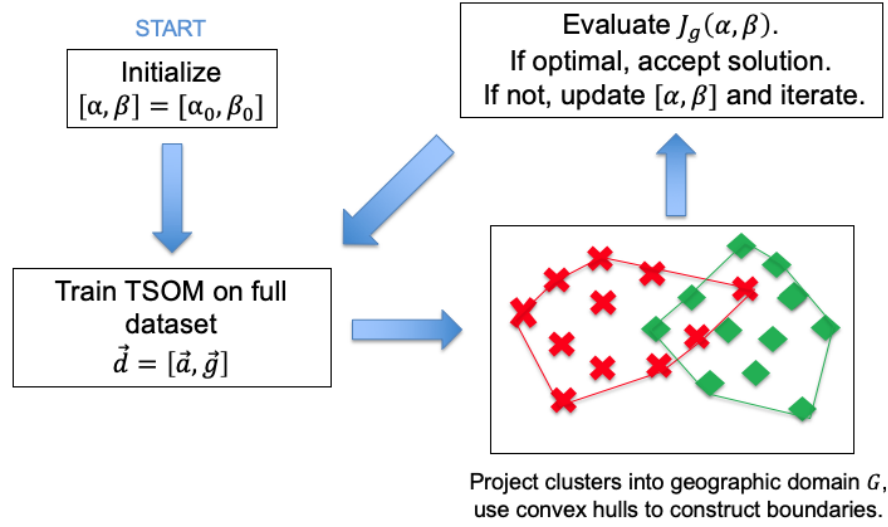 START
Initialize
[α, β] = [α₀, β₀]
Evaluate J_g(α, β).
If optimal, accept solution.
If not, update [α, β] and iterate.
Train TSOM on full
dataset
d⃗ = [a⃗, g⃗]
Project clusters into geographic domain G,
use convex hulls to construct boundaries.